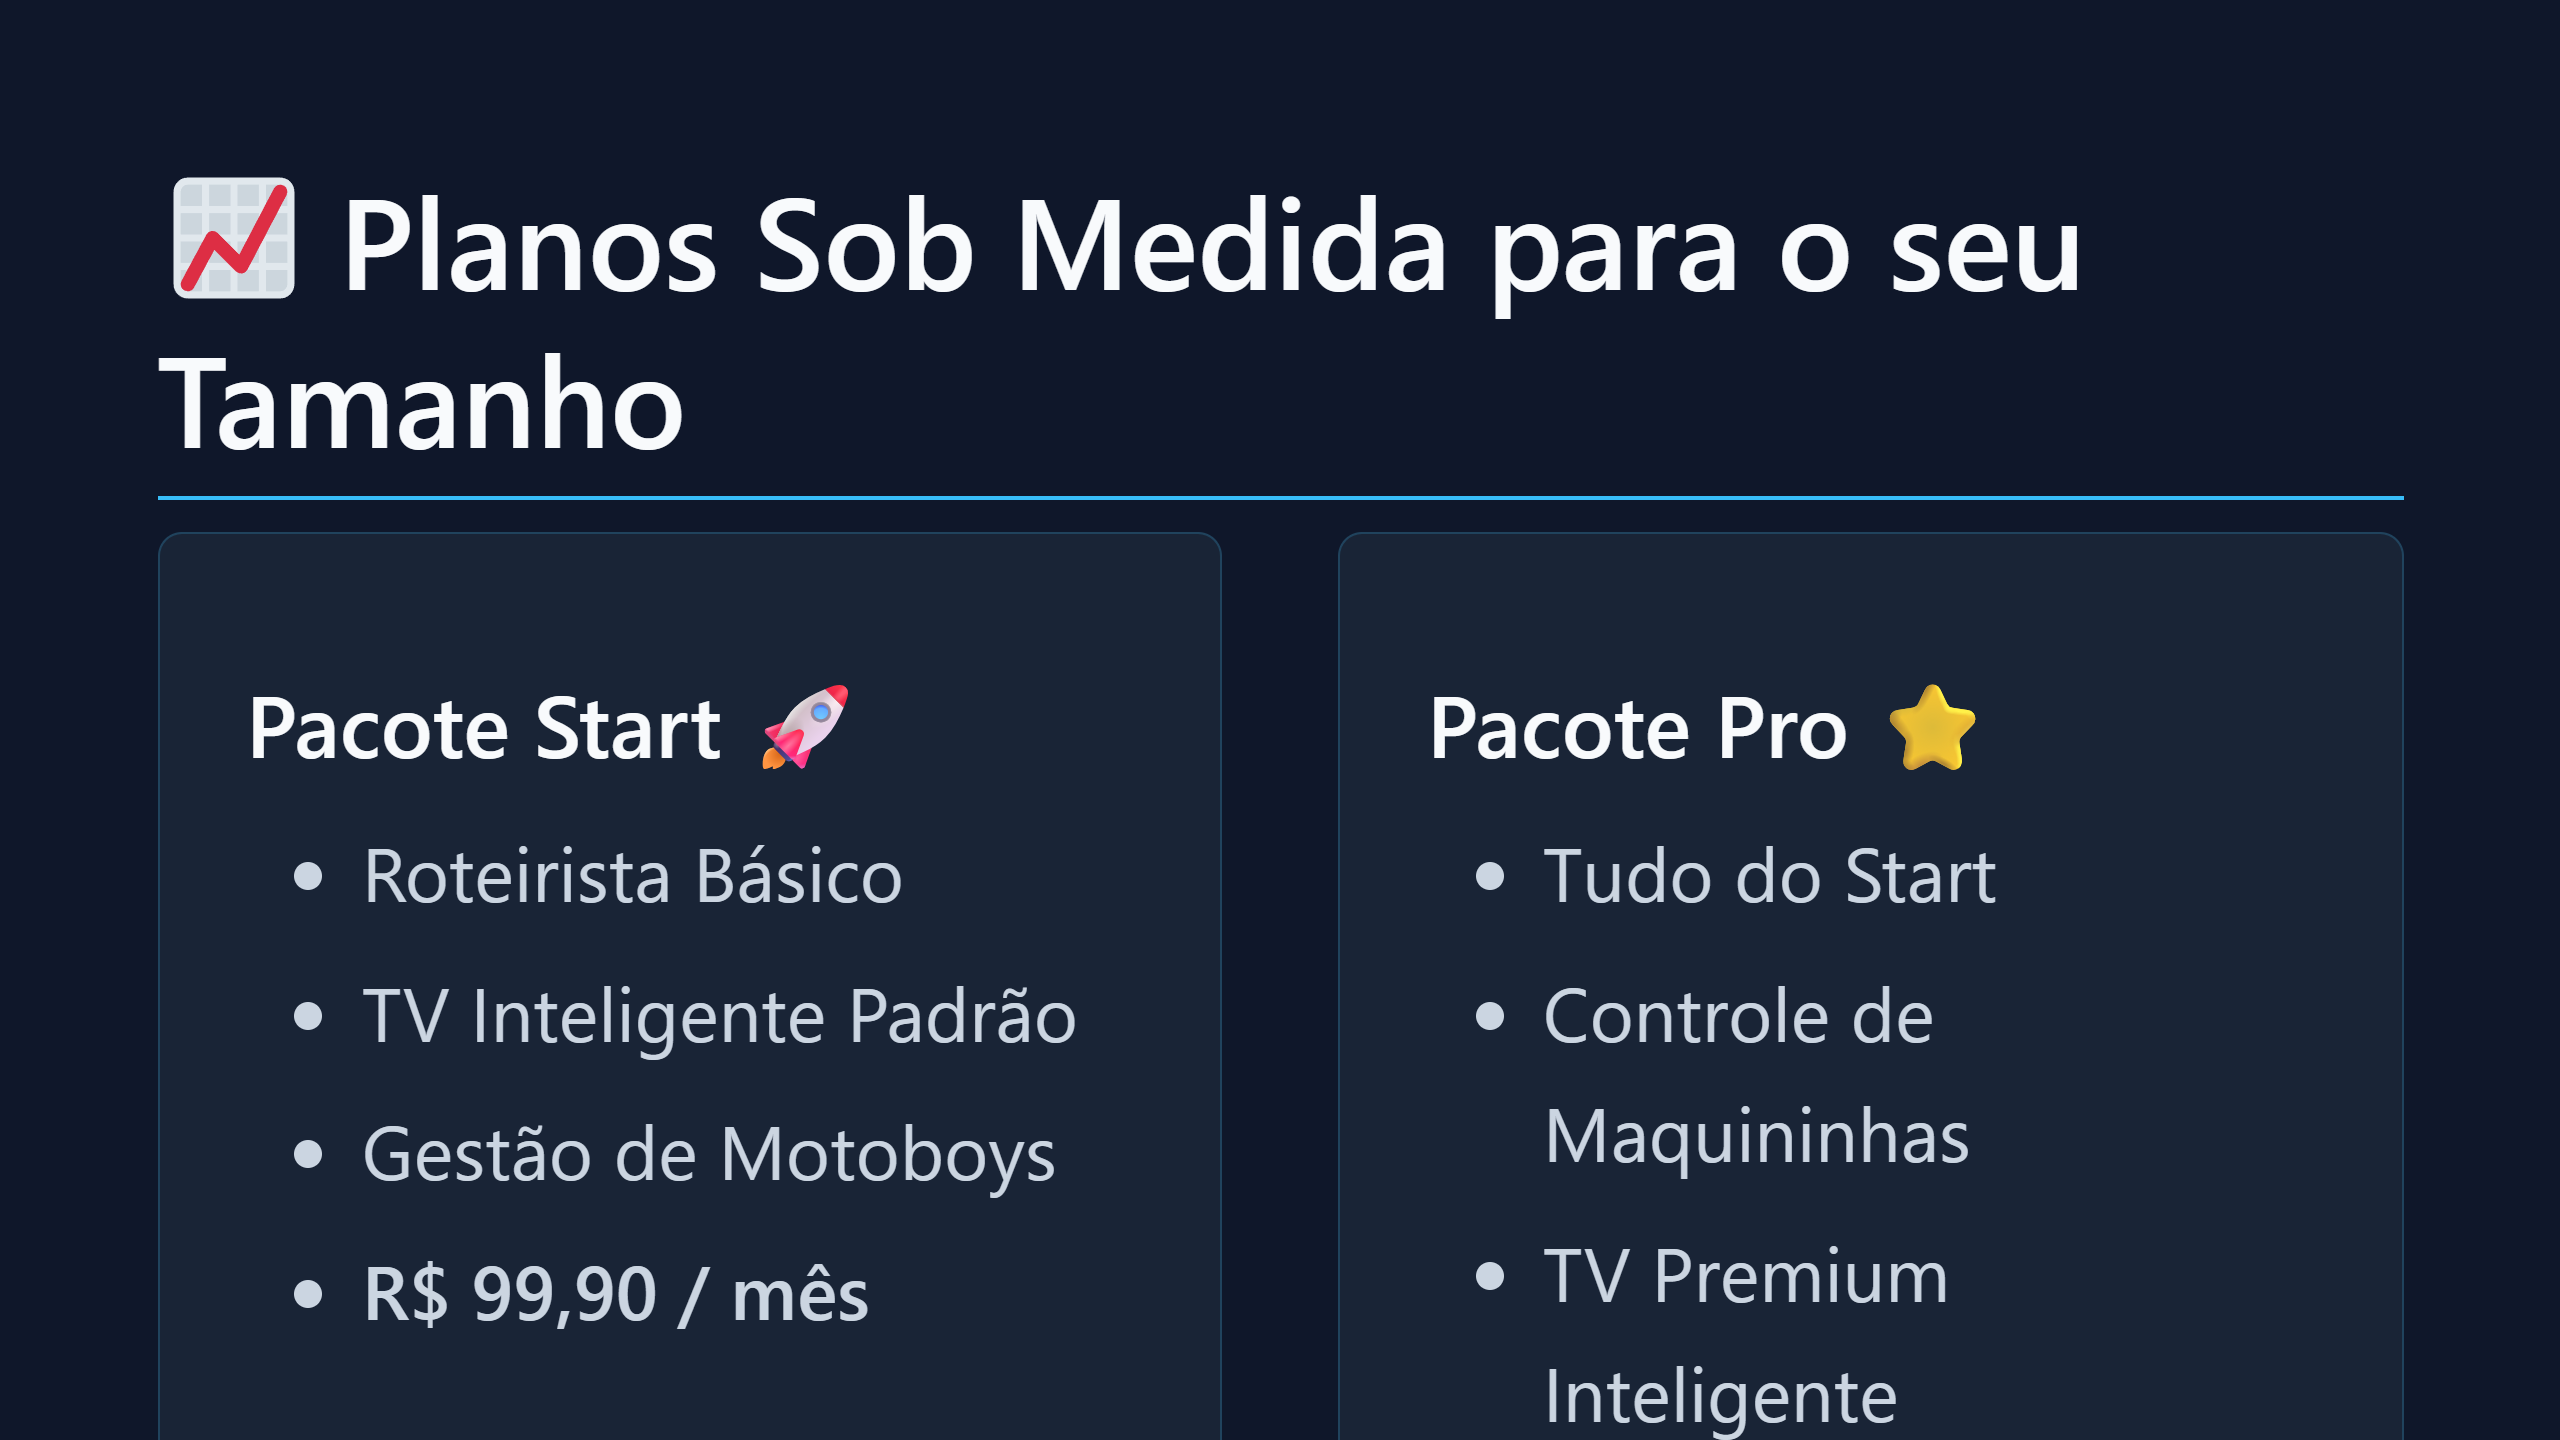 Planos Sob Medida para o seu
Tamanho
Pacote Start
Roteirista Básico
TV Inteligente Padrão
Gestão de Motoboys
R$ 99,90 / mês
Pacote Pro
Tudo do Start
Controle de
Maquininhas
TV Premium
Inteligente